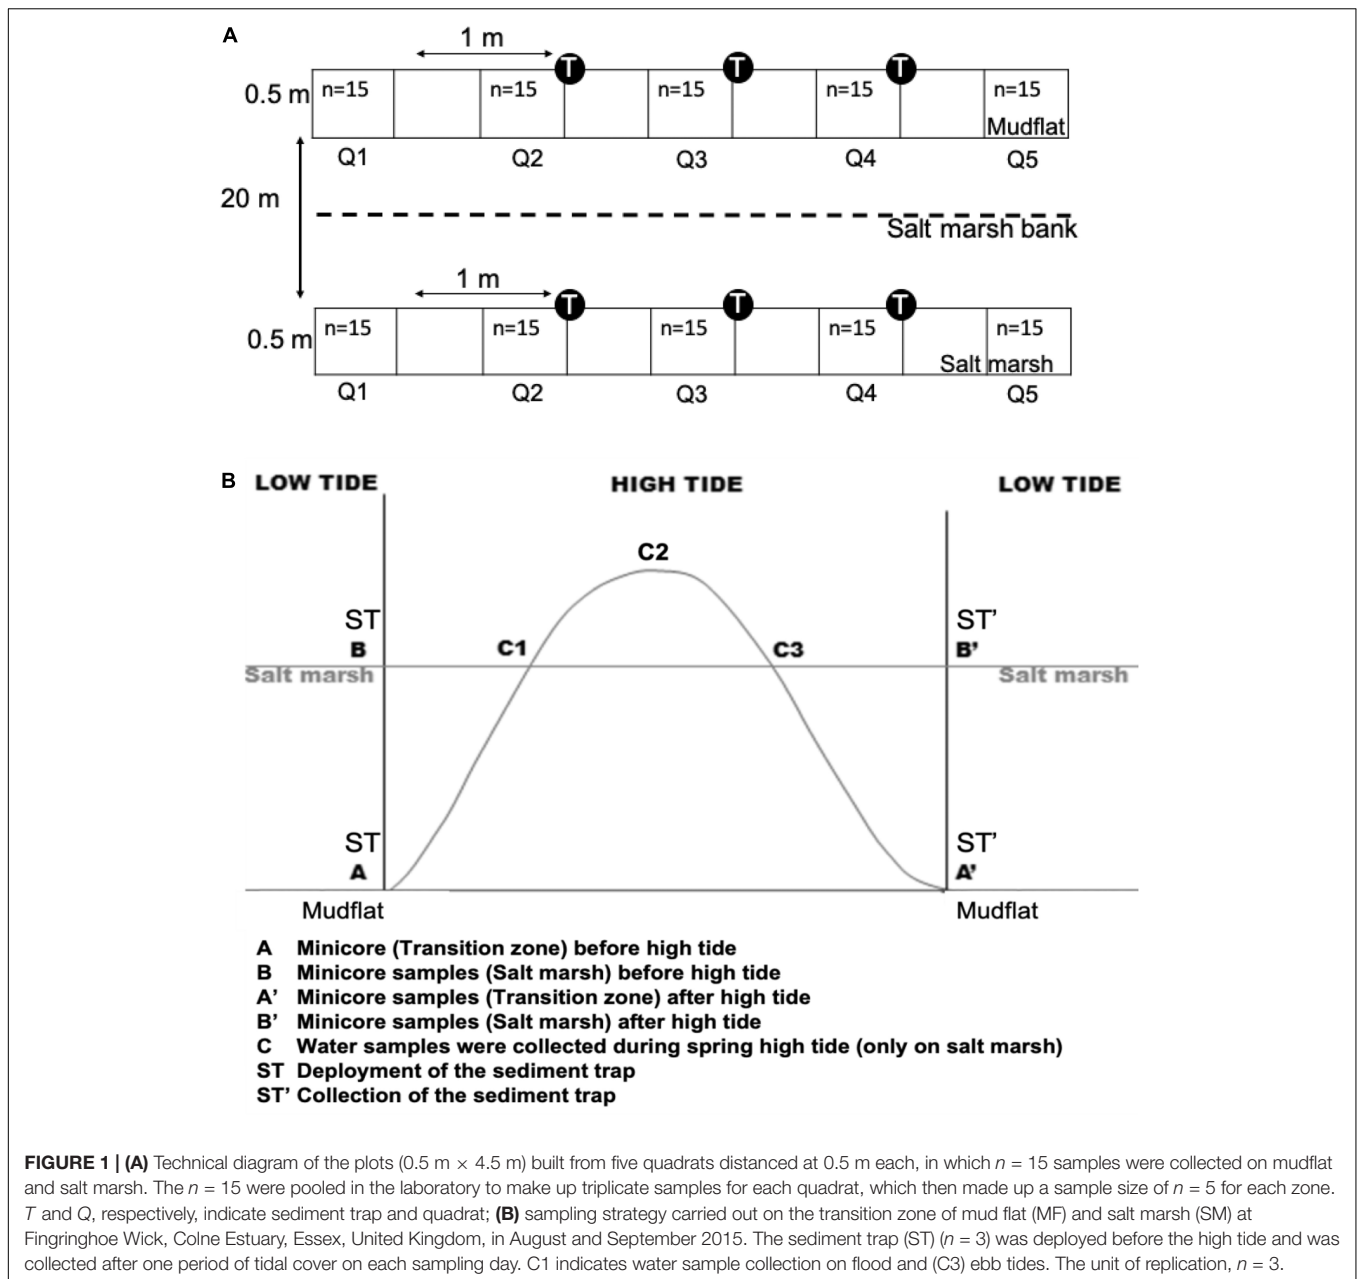 A
1 m
T T T
0.5 m n=15 n=15 n=15 n=15 n=15
Mudflat
Q1 Q2 Q3 Q4 Q5
20 m
Salt marsh bank
1 m
T T T
0.5 m n=15 n=15 n=15 n=15 n=15
Salt marsh
Q1 Q2 Q3 Q4 Q5
B LOW TIDE HIGH TIDE LOW TIDE
C2
ST ST'
B C1 C3 B'
Salt marsh Salt marsh
ST ST'
A A'
Mudflat Mudflat
A Minicore (Transition zone) before high tide
B Minicore samples (Salt marsh) before high tide
A' Minicore samples (Transition zone) after high tide
B' Minicore samples (Salt marsh) after high tide
C Water samples were collected during spring high tide (only on salt marsh)
ST Deployment of the sediment trap
ST' Collection of the sediment trap
FIGURE 1 | (A) Technical diagram of the plots (0.5 m × 4.5 m) built from five quadrats distanced at 0.5 m each, in which n = 15 samples were collected on mudflat
and salt marsh. The n = 15 were pooled in the laboratory to make up triplicate samples for each quadrat, which then made up a sample size of n = 5 for each zone.
T and Q, respectively, indicate sediment trap and quadrat; (B) sampling strategy carried out on the transition zone of mud flat (MF) and salt marsh (SM) at
Fingringhoe Wick, Colne Estuary, Essex, United Kingdom, in August and September 2015. The sediment trap (ST) (n = 3) was deployed before the high tide and was
collected after one period of tidal cover on each sampling day. C1 indicates water sample collection on flood and (C3) ebb tides. The unit of replication, n = 3.